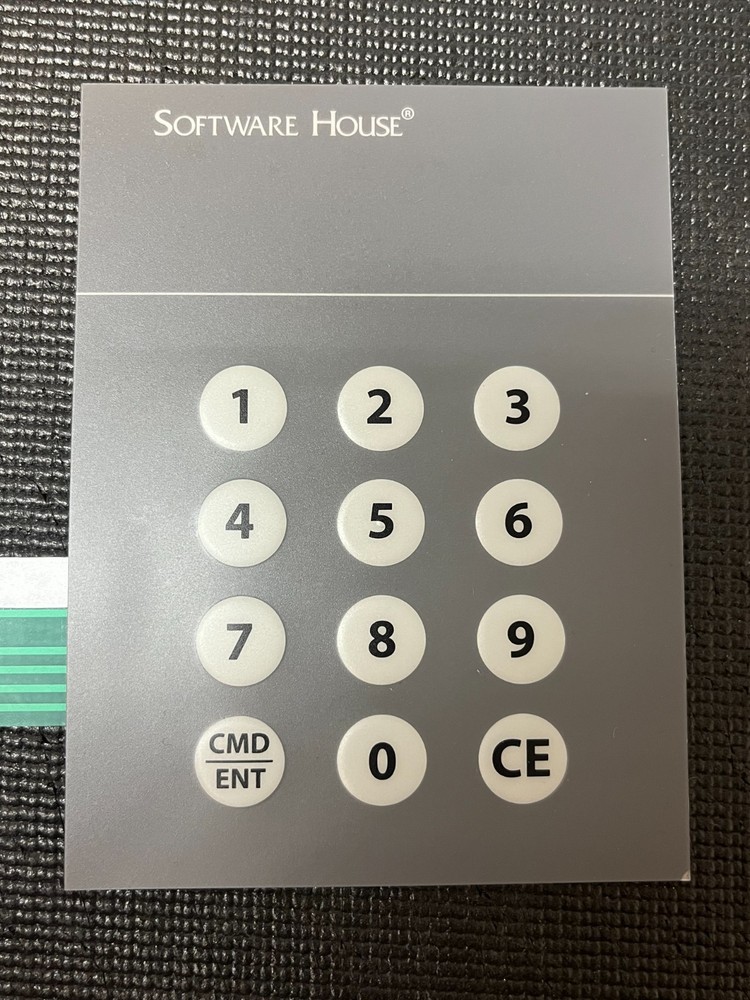 SOFTWARE HOUSE®
1 2 3
4 5 6
7 8 9
CMD 0 CE
ENT